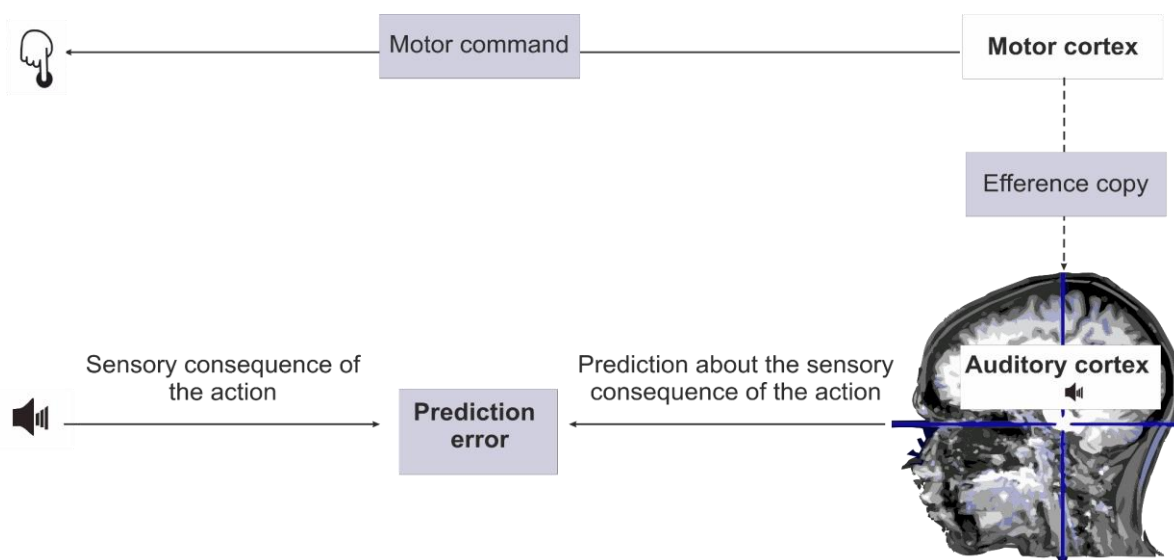 Motor command
Motor cortex
Efference copy
Sensory consequence of
the action
Prediction about the sensory
consequence of the action
Auditory cortex
Prediction
error